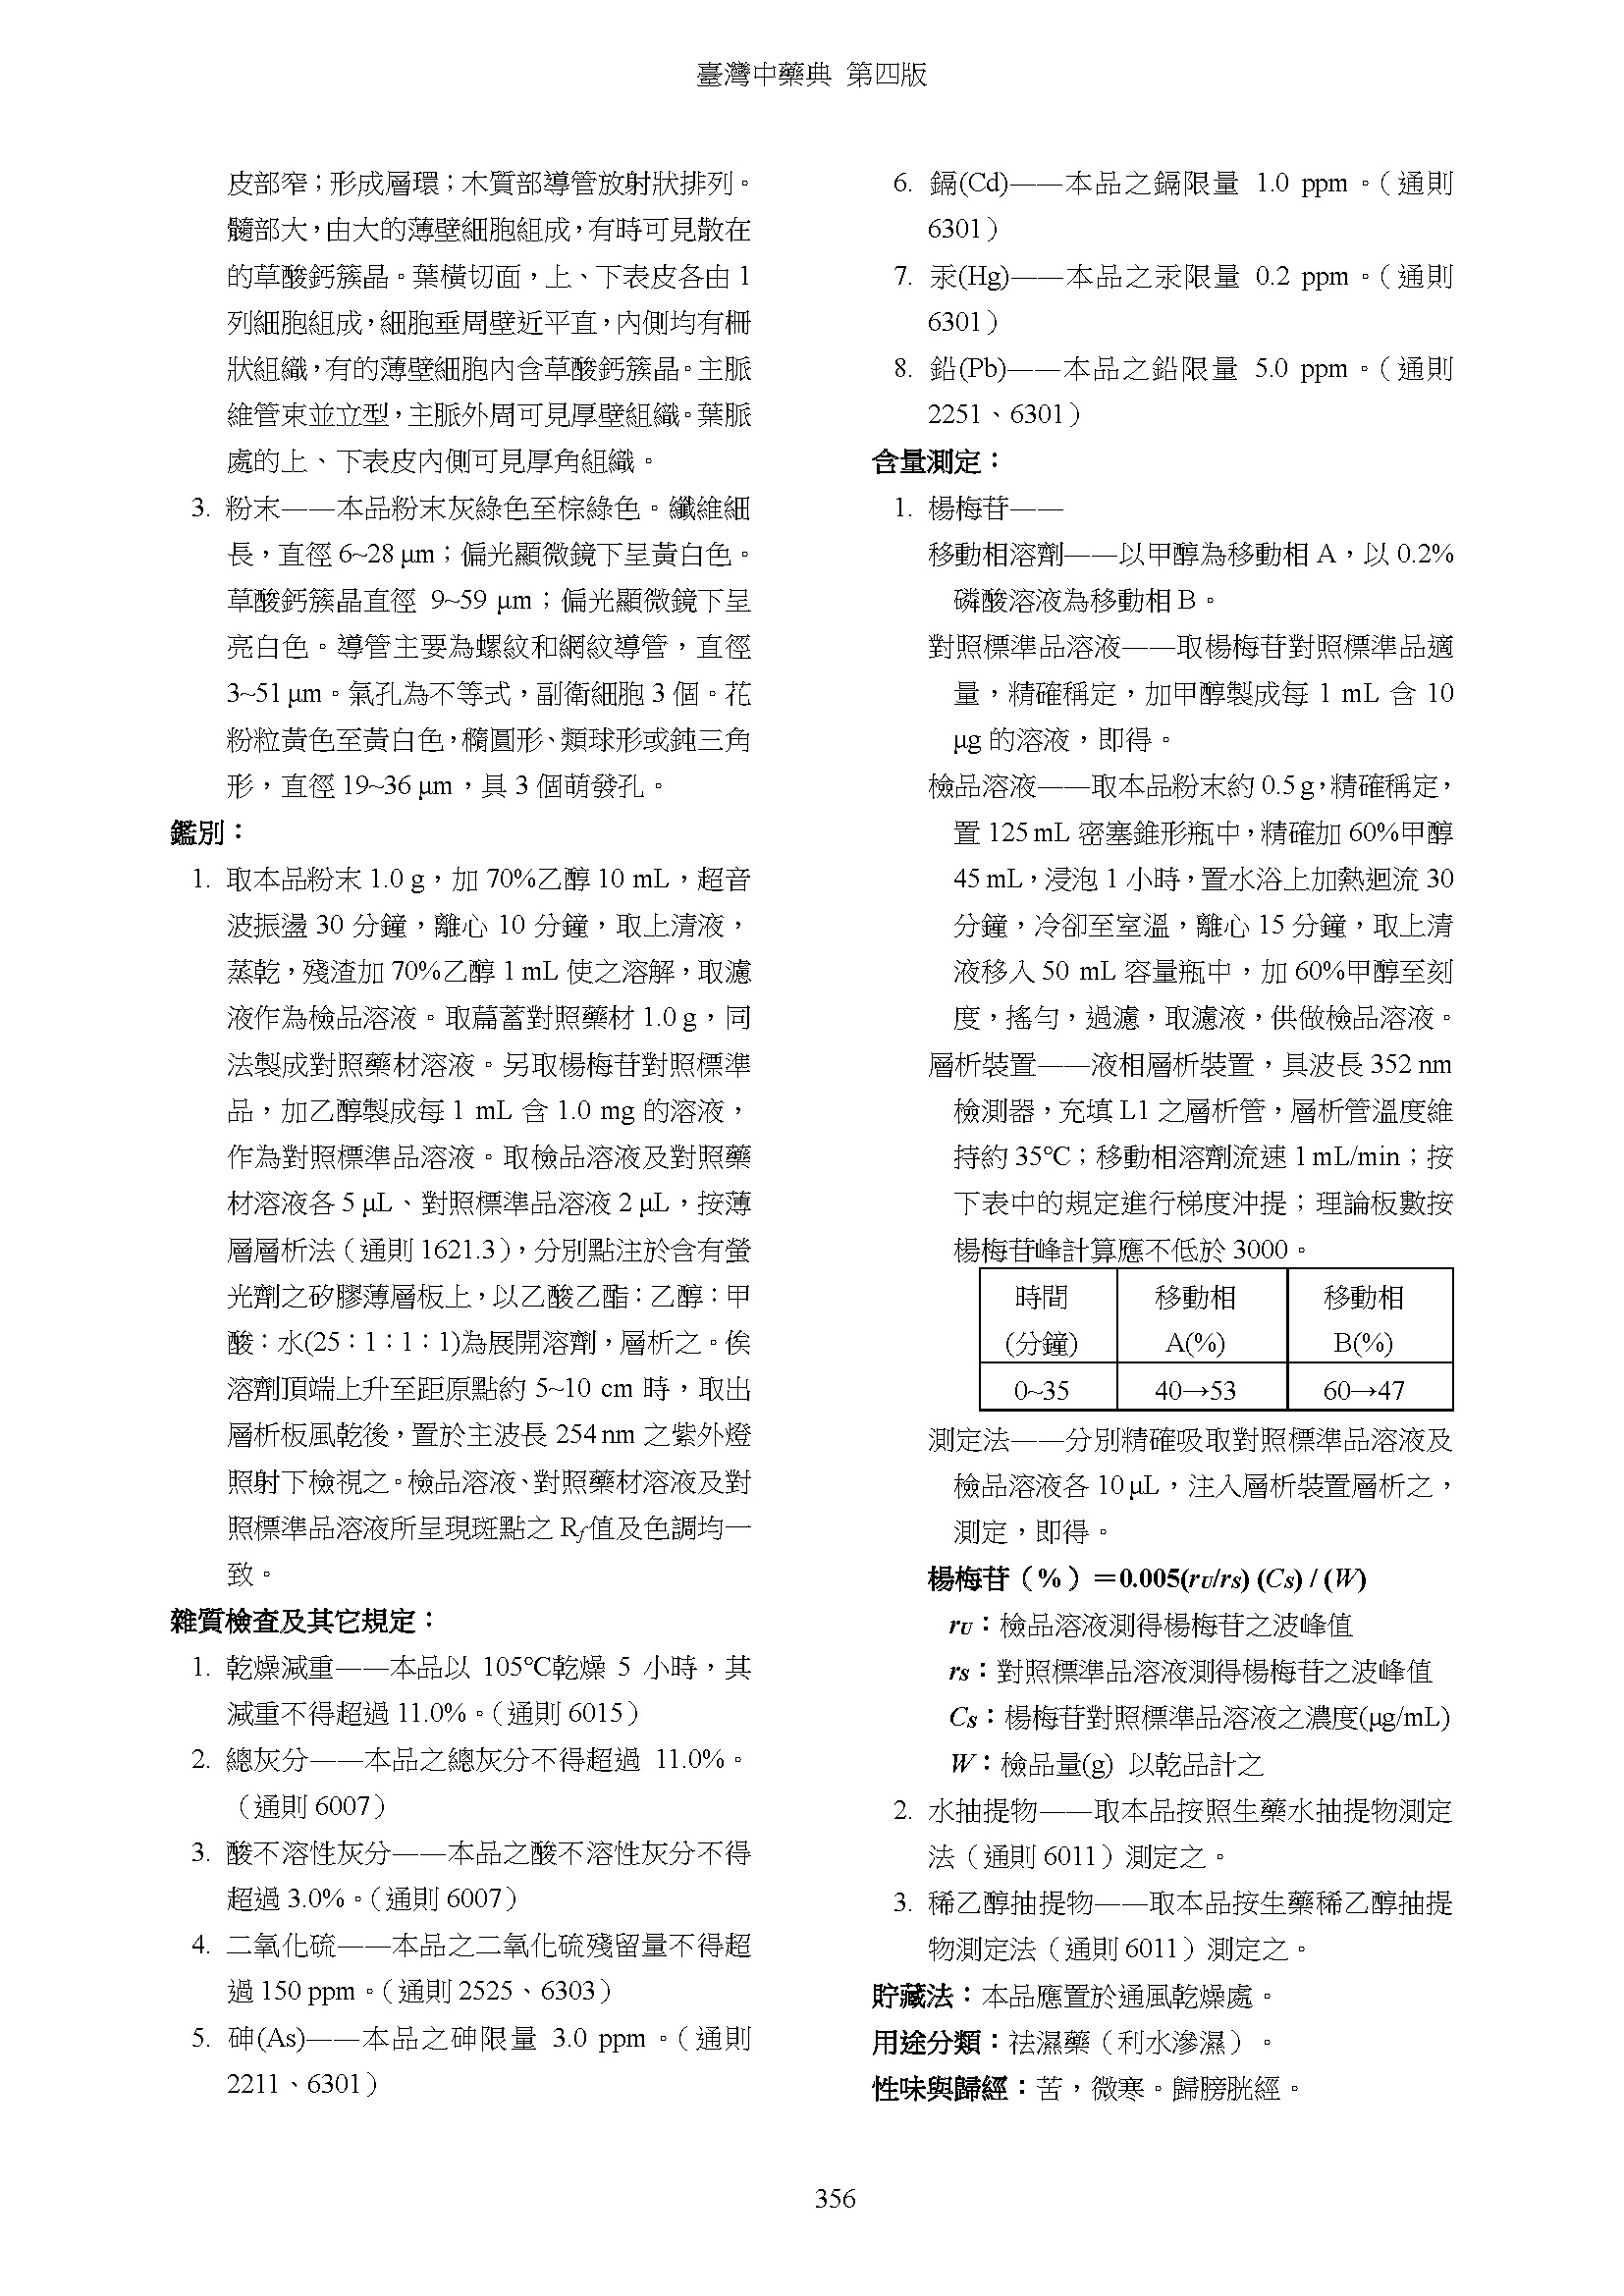 臺灣中藥典 第四版
皮部窄；形成層環；木質部導管放射狀排列。
髓部大，由大的薄壁細胞組成，有時可見散在
的草酸鈣簇晶。葉橫切面，上、下表皮各由 1
列細胞組成，細胞垂周壁近平直，內側均有柵
狀組織，有的薄壁細胞內含草酸鈣簇晶。主脈
維管束並立型，主脈外周可見厚壁組織。葉脈
處的上、下表皮內側可見厚角組織。
3. 粉末——本品粉末灰綠色至棕綠色。纖維細
長，直徑 6~28 μm；偏光顯微鏡下呈黃白色。
草酸鈣簇晶直徑 9~59 μm；偏光顯微鏡下呈
亮白色。導管主要為螺紋和網紋導管，直徑
3~51 μm。氣孔為不等式，副衛細胞 3 個。花
粉粒黃色至黃白色，橢圓形、類球形或鈍三角
形，直徑 19~36 μm，具 3 個萌發孔。
鑑別：
1. 取本品粉末 1.0 g，加 70%乙醇 10 mL，超音
波振盪 30 分鐘，離心 10 分鐘，取上清液，
蒸乾，殘渣加 70%乙醇 1 mL 使之溶解，取濾
液作為檢品溶液。取萹蓄對照藥材 1.0 g，同
法製成對照藥材溶液。另取楊梅苷對照標準
品，加乙醇製成每 1 mL 含 1.0 mg 的溶液，
作為對照標準品溶液。取檢品溶液及對照藥
材溶液各 5 μL、對照標準品溶液 2 μL，按薄
層層析法（通則 1621.3），分別點注於含有螢
光劑之矽膠薄層板上，以乙酸乙酯：乙醇：甲
酸：水(25：1：1：1)為展開溶劑，層析之。俟
溶劑頂端上升至距原點約 5~10 cm 時，取出
層析板風乾後，置於主波長 254 nm 之紫外燈
照射下檢視之。檢品溶液、對照藥材溶液及對
照標準品溶液所呈現斑點之 Rf值及色調均一
致。
雜質檢查及其它規定：
1. 乾燥減重——本品以 105℃乾燥 5 小時，其
減重不得超過 11.0%。（通則 6015）
2. 總灰分——本品之總灰分不得超過 11.0%。
（通則 6007）
3. 酸不溶性灰分——本品之酸不溶性灰分不得
超過 3.0%。（通則 6007）
4. 二氧化硫——本品之二氧化硫殘留量不得超
過 150 ppm。（通則 2525、6303）
5. 砷(As)——本品之砷限量 3.0 ppm。（通則
2211、6301）
6. 鎘(Cd)——本品之鎘限量 1.0 ppm。（通則
6301）
7. 汞(Hg)——本品之汞限量 0.2 ppm。（通則
6301）
8. 鉛(Pb)——本品之鉛限量 5.0 ppm。（通則
2251、6301）
含量測定：
1. 楊梅苷——
移動相溶劑——以甲醇為移動相 A，以 0.2%
磷酸溶液為移動相 B。
對照標準品溶液——取楊梅苷對照標準品適
量，精確稱定，加甲醇製成每 1 mL 含 10
μg 的溶液，即得。
檢品溶液——取本品粉末約 0.5 g，精確稱定，
置 125 mL 密塞錐形瓶中，精確加 60%甲醇
45 mL，浸泡 1 小時，置水浴上加熱迴流 30
分鐘，冷卻至室溫，離心 15 分鐘，取上清
液移入 50 mL 容量瓶中，加 60%甲醇至刻
度，搖勻，過濾，取濾液，供做檢品溶液。
層析裝置——液相層析裝置，具波長 352 nm
檢測器，充填 L1 之層析管，層析管溫度維
持約 35℃；移動相溶劑流速 1 mL/min；按
下表中的規定進行梯度沖提；理論板數按
楊梅苷峰計算應不低於 3000。
時間 移動相 移動相
(分鐘) A(%) B(%)
0~35 40→53 60→47
測定法——分別精確吸取對照標準品溶液及
檢品溶液各 10 μL，注入層析裝置層析之，
測定，即得。
楊梅苷（%）＝0.005(rU/rS) (CS) / (W)
rU：檢品溶液測得楊梅苷之波峰值
rS：對照標準品溶液測得楊梅苷之波峰值
CS：楊梅苷對照標準品溶液之濃度(μg/mL)
W：檢品量(g) 以乾品計之
2. 水抽提物——取本品按照生藥水抽提物測定
法（通則 6011）測定之。
3. 稀乙醇抽提物——取本品按生藥稀乙醇抽提
物測定法（通則 6011）測定之。
貯藏法：本品應置於通風乾燥處。
用途分類：祛濕藥（利水滲濕）。
性味與歸經：苦，微寒。歸膀胱經。
356